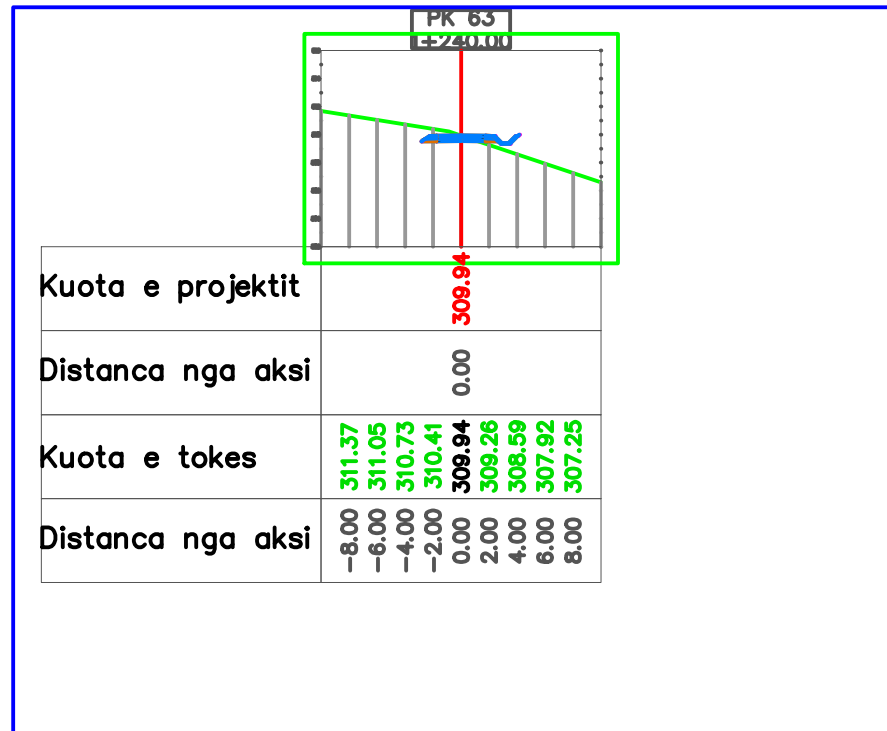 PK 63
1+240.00
Kuota e projektit 309.94
Distanca nga aksi 0.00
Kuota e tokes 311.37 311.05 310.73 310.41 309.94 309.26 308.59 307.92 307.25
Distanca nga aksi -8.00 -6.00 -4.00 -2.00 0.00 2.00 4.00 6.00 8.00